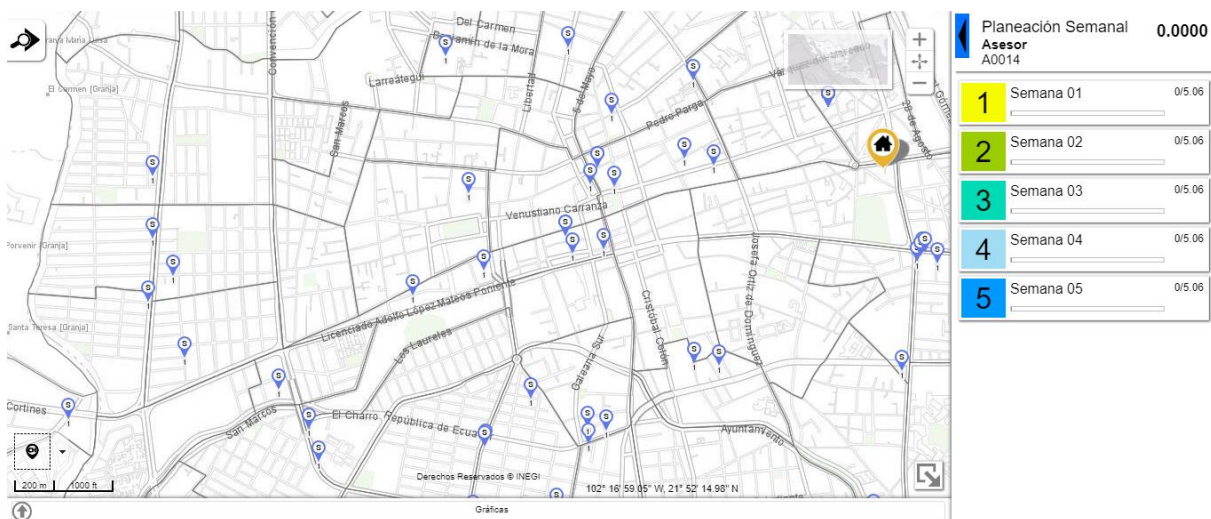 Del Carmen
Benjamín de la Mora
Larreátegui
Convención
Libertad
5 de Mayo
Pedro Parga
San Marcos
28 de Agosto
El Carmen [Granja]
Venustiano Carranza
Licenciado Adolfo López Mateos Poniente
Josefa Ortiz de Domínguez
Cristóbal Colón
Galeana Sur
Los Laureles
Santa Teresa [Granja]
Cortines
San Marcos
El Charro
República de Ecuador
Ayuntamiento
200 m
1000 ft
Derechos Reservados © INEGI
102° 16' 59.05" W, 21° 52' 14.98" N
Gráficas
Planeación Semanal
0.0000
Asesor
A0014
1 Semana 01 0/5.06
2 Semana 02 0/5.06
3 Semana 03 0/5.06
4 Semana 04 0/5.06
5 Semana 05 0/5.06